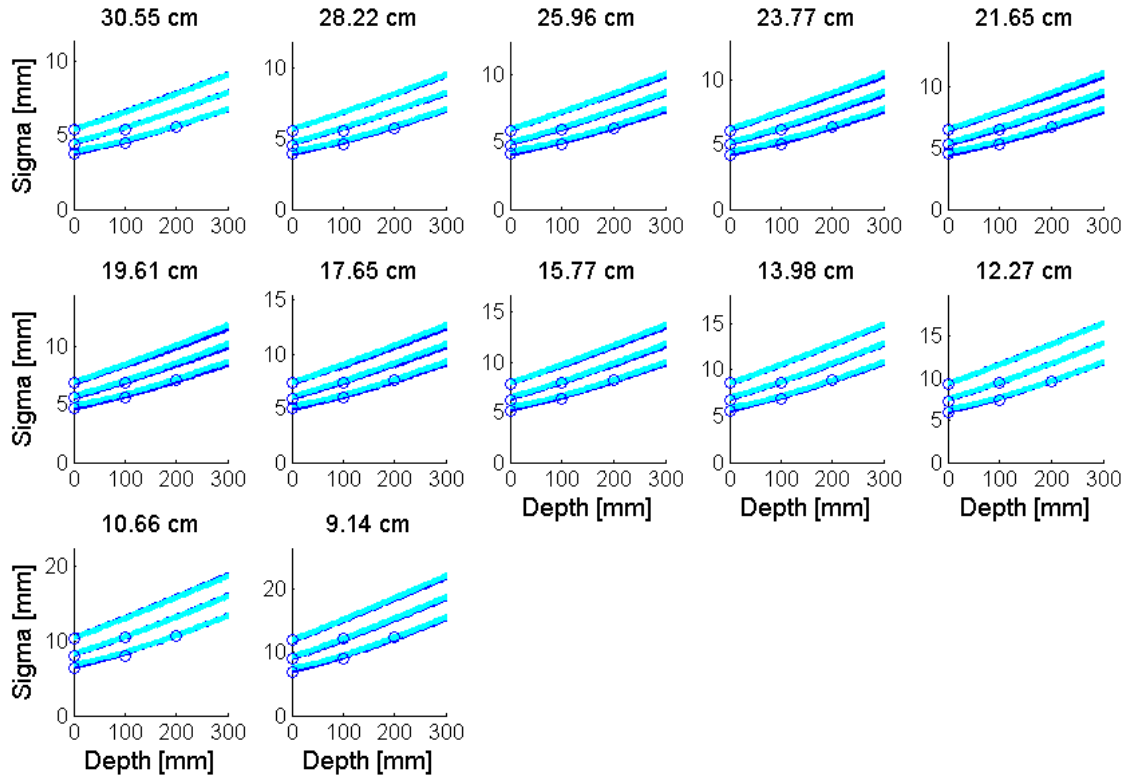 30.55 cm 28.22 cm 25.96 cm 23.77 cm 21.65 cm
Sigma [mm]
10 10 10 10 10
5 5 5 5 5
0 0 0 0 0
0 100 200 300 0 100 200 300 0 100 200 300 0 100 200 300 0 100 200 300
19.61 cm 17.65 cm 15.77 cm 13.98 cm 12.27 cm
Sigma [mm]
10 15 15 15 15
5 10 10 10 10
0 5 5 5 5
0 0 0 0
0 100 200 300 0 100 200 300 0 100 200 300 0 100 200 300 0 100 200 300
Depth [mm] Depth [mm] Depth [mm]
10.66 cm 9.14 cm
Sigma [mm]
20 20
10 10
0 0
0 100 200 300 0 100 200 300
Depth [mm] Depth [mm]